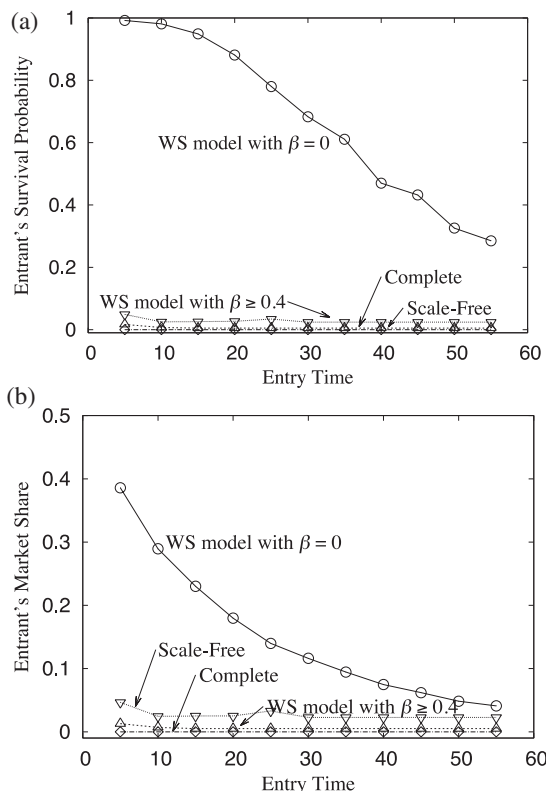 (a)
1
0.8
0.6
0.4
0.2
0
Entrant's Survival Probability
WS model with β = 0
WS model with β ≥ 0.4
Complete
Scale-Free
0 10 20 30 40 50 60
Entry Time
(b)
0.5
0.4
0.3
0.2
0.1
0
Entrant's Market Share
WS model with β = 0
Scale-Free
Complete
WS model with β ≥ 0.4
0 10 20 30 40 50 60
Entry Time